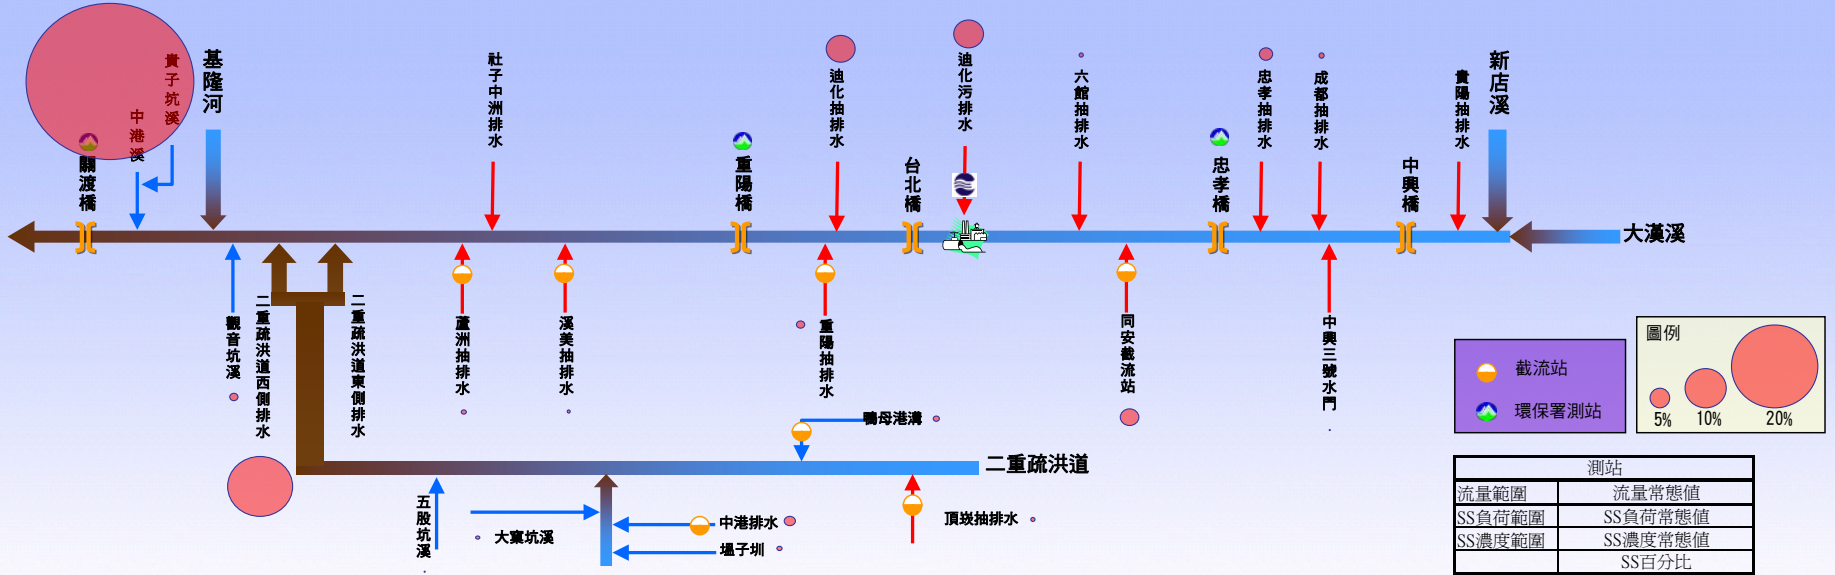 貴子坑溪
中港溪
基隆河
關渡橋
社子中洲排水
重陽橋
迪化抽排水
台北橋
迪化污排水
六館抽排水
忠孝橋
忠孝抽排水
成都抽排水
中興橋
貴陽抽排水
新店溪
大漢溪
觀音坑溪
二重疏洪道西側排水
二重疏洪道東側排水
蘆洲抽排水
溪美抽排水
重陽抽排水
同安截流站
中興三號水門
鴨母港溝
二重疏洪道
五股坑溪
大窠坑溪
中港排水
塭子圳
頂崁抽排水
截流站
環保署測站
圖例
5%
10%
20%
測站
流量範圍 流量常態值
SS負荷範圍 SS負荷常態值
SS濃度範圍 SS濃度常態值
SS百分比